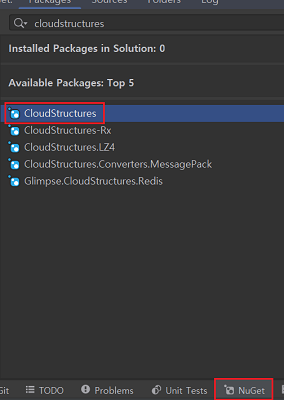 Packages Sources Folders Log
cloudstructures
Installed Packages in Solution: 0
Available Packages: Top 5
CloudStructures
CloudStructures-Rx
CloudStructures.LZ4
CloudStructures.Converters.MessagePack
Glimpse.CloudStructures.Redis
Git TODO Problems Unit Tests NuGet